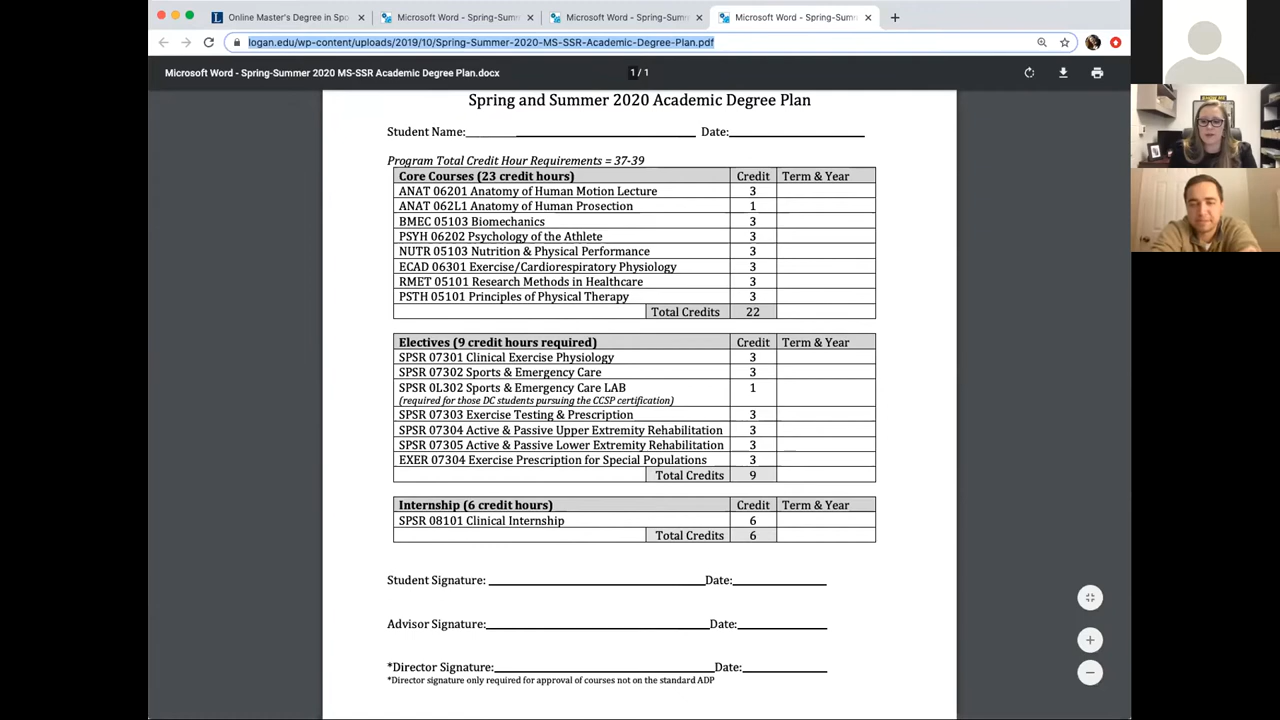 Online Master's Degree in Spo
Microsoft Word - Spring-Summ
Microsoft Word - Spring-Summ
Microsoft Word - Spring-Summ
logan.edu/wp-content/uploads/2019/10/Spring-Summer-2020-MS-SSR-Academic-Degree-Plan.pdf
Microsoft Word - Spring-Summer 2020 MS-SSR Academic Degree Plan.docx
1 / 1
Spring and Summer 2020 Academic Degree Plan
Student Name: Date:
Program Total Credit Hour Requirements = 37-39
Core Courses (23 credit hours) Credit Term & Year
ANAT 06201 Anatomy of Human Motion Lecture 3
ANAT 062L1 Anatomy of Human Prosection 1
BMEC 05103 Biomechanics 3
PSYH 06202 Psychology of the Athlete 3
NUTR 05103 Nutrition & Physical Performance 3
ECAD 06301 Exercise/Cardiorespiratory Physiology 3
RMET 05101 Research Methods in Healthcare 3
PSTH 05101 Principles of Physical Therapy 3
Total Credits 22
Electives (9 credit hours required) Credit Term & Year
SPSR 07301 Clinical Exercise Physiology 3
SPSR 07302 Sports & Emergency Care 3
SPSR 0L302 Sports & Emergency Care LAB 1
(required for those DC students pursuing the CCSP certification)
SPSR 07303 Exercise Testing & Prescription 3
SPSR 07304 Active & Passive Upper Extremity Rehabilitation 3
SPSR 07305 Active & Passive Lower Extremity Rehabilitation 3
EXER 07304 Exercise Prescription for Special Populations 3
Total Credits 9
Internship (6 credit hours) Credit Term & Year
SPSR 08101 Clinical Internship 6
Total Credits 6
Student Signature: Date:
Advisor Signature: Date:
*Director Signature: Date:
*Director signature only required for approval of courses not on the standard ADP